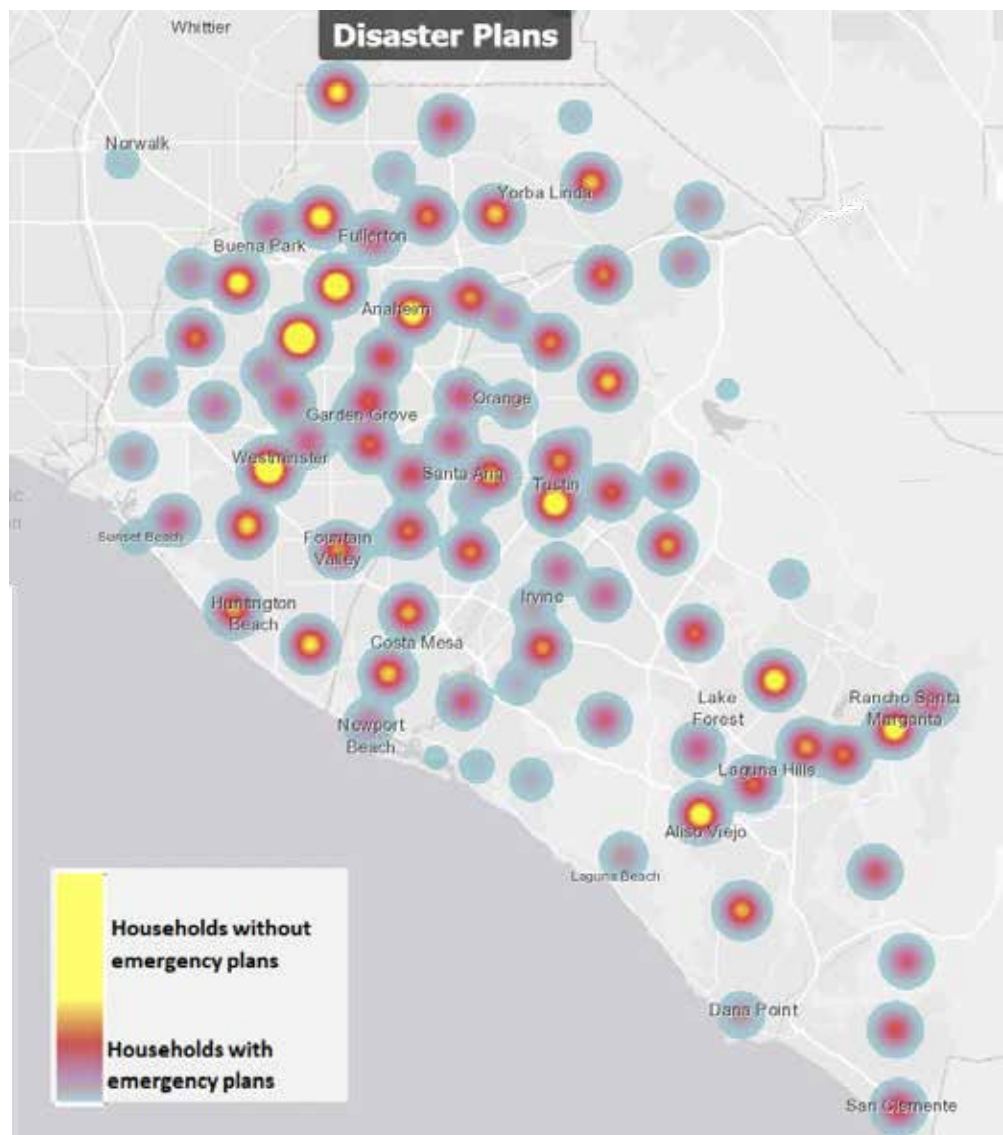 Disaster Plans
Whittier
Norwalk
Yorba Linda
Buena Park
Fullerton
Anaheim
Orange
Garden Grove
Westminster
Santa Ana
Tustin
Sunset Beach
Fountain
Valley
Huntington
Beach
Irvine
Costa Mesa
Lake
Forest
Rancho Santa
Margarita
Newport
Beach
Laguna Hills
Aliso Viejo
Laguna Beach
Dana Point
San Clemente
Households without
emergency plans
Households with
emergency plans